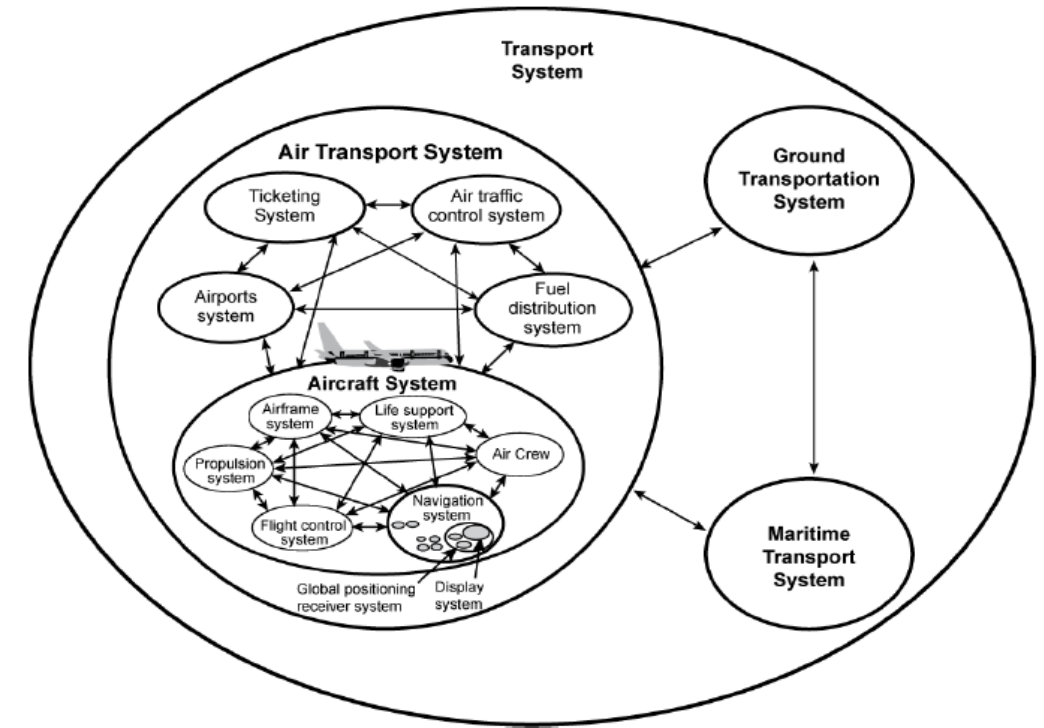 Transport
System
Air Transport System
Ground
Transportation
System
Ticketing
System
Air traffic
control system
Airports
system
Fuel
distribution
system
Aircraft System
Airframe
system
Life support
system
Air Crew
Propulsion
system
Navigation
system
Flight control
system
Maritime
Transport
System
Global positioning
receiver system
Display
system